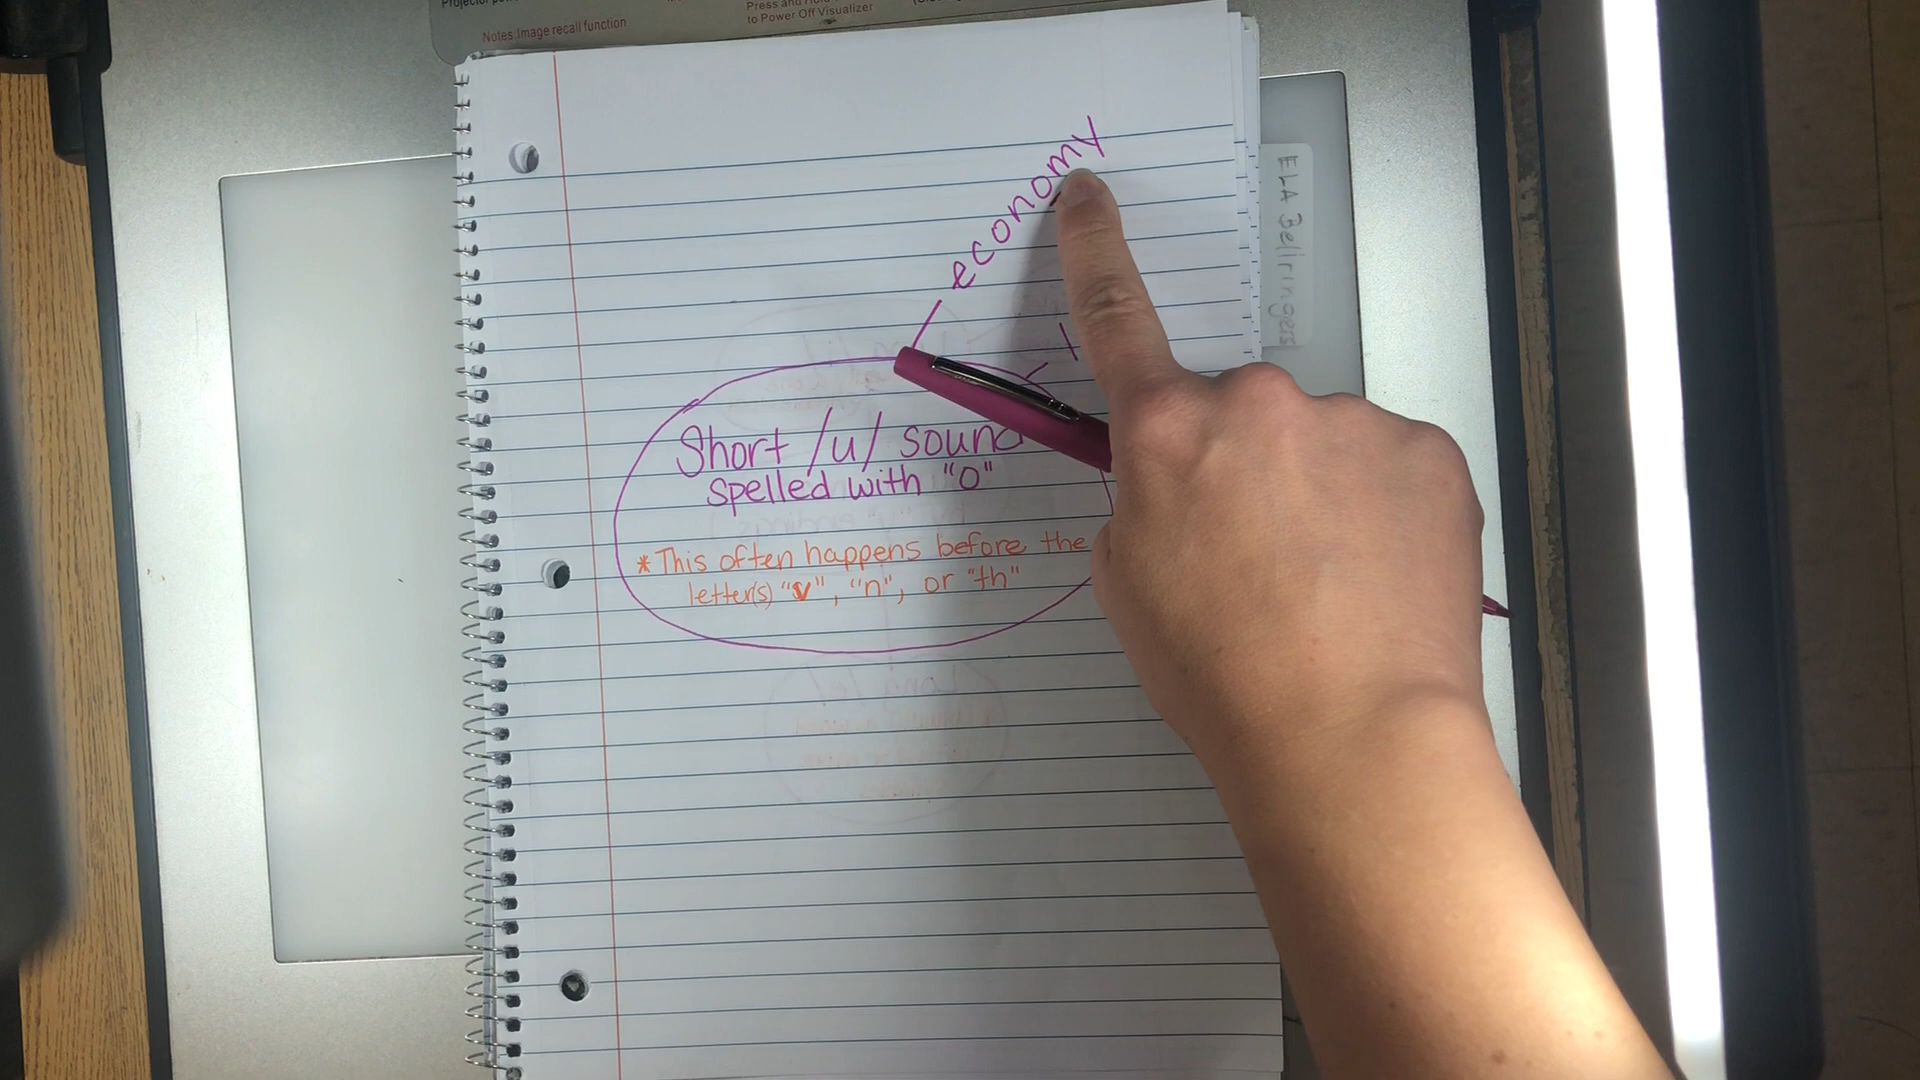 Press and Hold
to Power Off Visualizer
Notes: Image recall function
economy
Short /u/ sound
spelled with "o"
*This often happens before the
letter(s) "v", "n", or "th"
ELA Bellringers